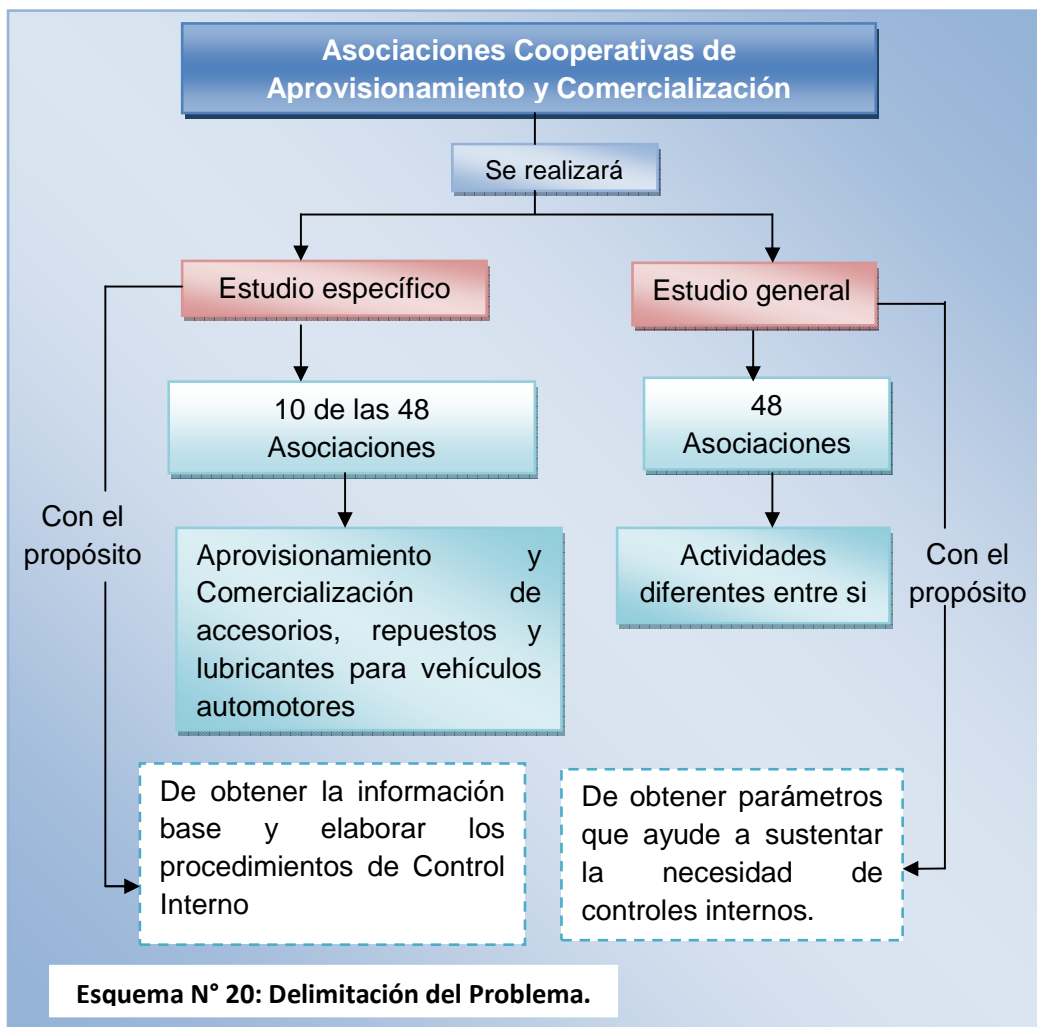 Asociaciones Cooperativas de
Aprovisionamiento y Comercialización
Se realizará
Estudio específico
Estudio general
10 de las 48
Asociaciones
48
Asociaciones
Con el
propósito
Aprovisionamiento y
Comercialización de
accesorios, repuestos y
lubricantes para vehículos
automotores
Actividades
diferentes entre si
Con el
propósito
De obtener la información
base y elaborar los
procedimientos de Control
Interno
De obtener parámetros
que ayude a sustentar
la necesidad de
controles internos.
Esquema N° 20: Delimitación del Problema.